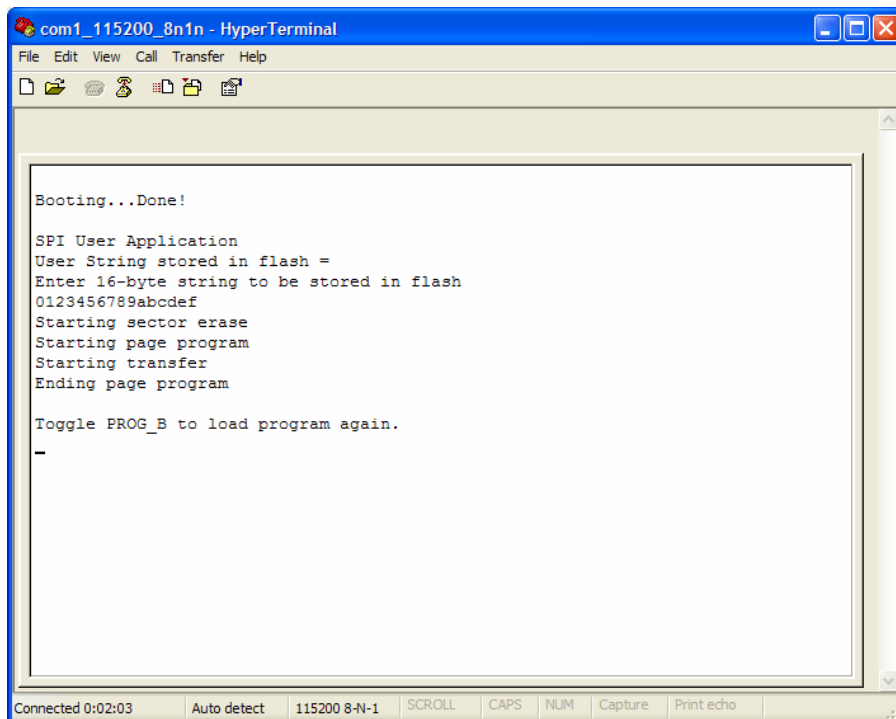 com1_115200_8n1n - HyperTerminal
File Edit View Call Transfer Help
Booting...Done!
SPI User Application
User String stored in flash =
Enter 16-byte string to be stored in flash
0123456789abcdef
Starting sector erase
Starting page program
Starting transfer
Ending page program
Toggle PROG_B to load program again.
Connected 0:02:03 Auto detect 115200 8-N-1 SCROLL CAPS NUM Capture Print echo